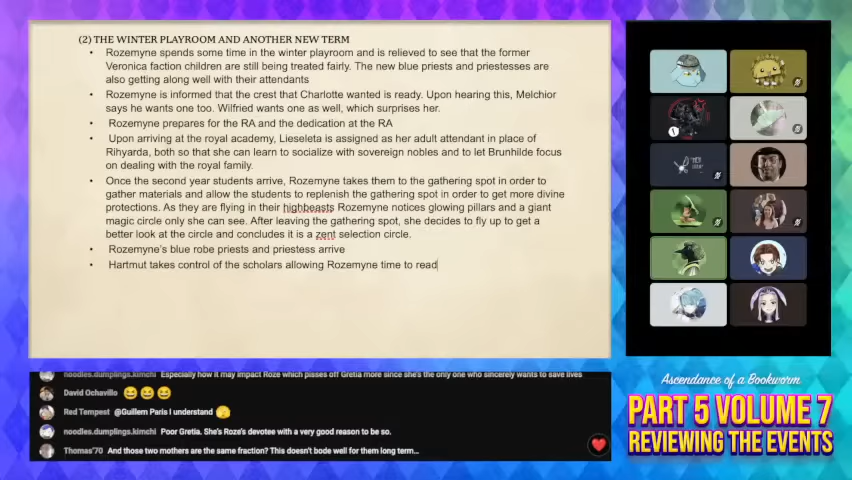 (2) THE WINTER PLAYROOM AND ANOTHER NEW TERM
• Rozemyne spends some time in the winter playroom and is relieved to see that the former
Veronica faction children are still being treated fairly. The new blue priests and priestesses are
also getting along well with their attendants
• Rozemyne is informed that the crest that Charlotte wanted is ready. Upon hearing this, Melchior
says he wants one too. Wilfried wants one as well, which surprises her.
• Rozemyne prepares for the RA and the dedication at the RA
• Upon arriving at the royal academy, Lieseleta is assigned as her adult attendant in place of
Rihyarda, both so that she can learn to socialize with sovereign nobles and to let Brunhilde focus
on dealing with the royal family.
• Once the second year students arrive, Rozemyne takes them to the gathering spot in order to
gather materials and allow the students to replenish the gathering spot in order to get more divine
protections. As they are flying in their highbeasts Rozemyne notices glowing pillars and a giant
magic circle only she can see. After leaving the gathering spot, she decides to fly up to get a
better look at the circle and concludes it is a zent selection circle.
• Rozemyne's blue robe priests and priestess arrive
• Hartmut takes control of the scholars allowing Rozemyne time to read
noodles.dumplings.kimchi Especially how it may impact Roze which pisses off Gretia more since she's the only one who sincerely wants to save lives
David Ochavillo 😆😆😆
Red Tempest @Guillem Paris I understand
noodles.dumplings.kimchi Poor Gretia. She's Roze's devotee with a very good reason to be so.
Thomas'70 And those two mothers are the same fraction? This doesn't bode well for them long term...
Ascendance of a Bookworm
PART 5 VOLUME 7
REVIEWING THE EVENTS